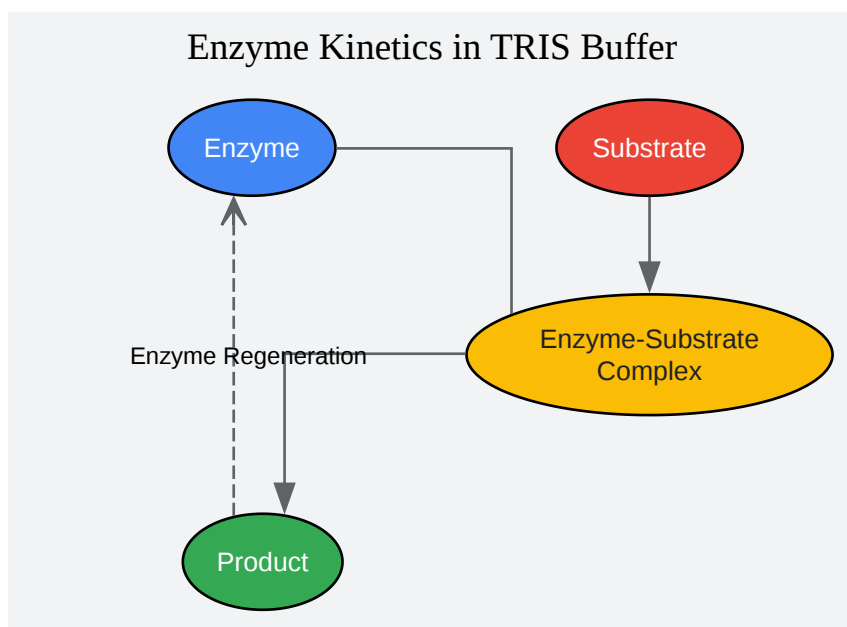 Enzyme Kinetics in TRIS Buffer
Enzyme
Substrate
Enzyme-Substrate
Complex
Enzyme Regeneration
Product